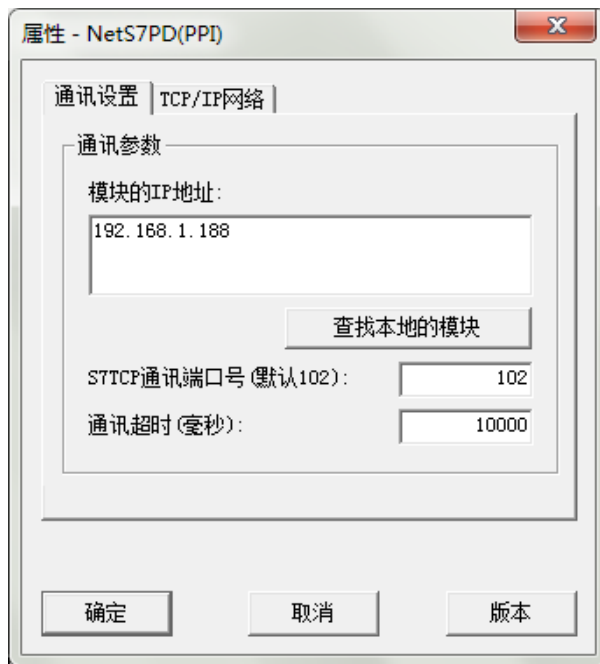 属性 - NetS7PD(PPI)
通讯设置 TCP/IP网络
通讯参数
模块的IP地址:
192.168.1.188
查找本地的模块
S7TCP通讯端口号(默认102): 102
通讯超时(毫秒): 10000
确定 取消 版本